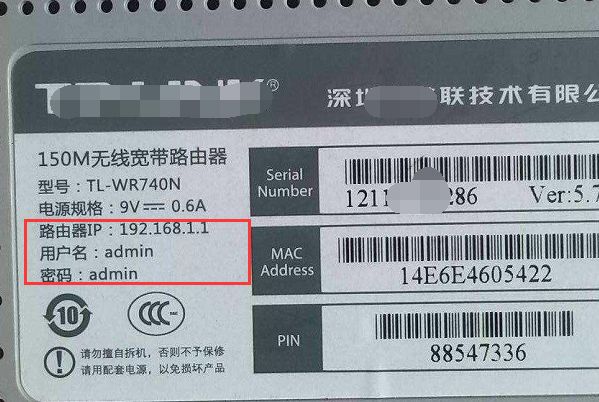 ®
深圳 联技术有限公
150M无线宽带路由器
型号：TL-WR740N
电源规格：9V⎓0.6A
路由器IP：192.168.1.1
用户名：admin
密码：admin
10
CCC
请勿擅自拆机，否则不予保修
请用配套电源，以免损坏产品
Serial
Number
1211 286 Ver:5.7
MAC
Address
14E6E4605422
PIN
88547336